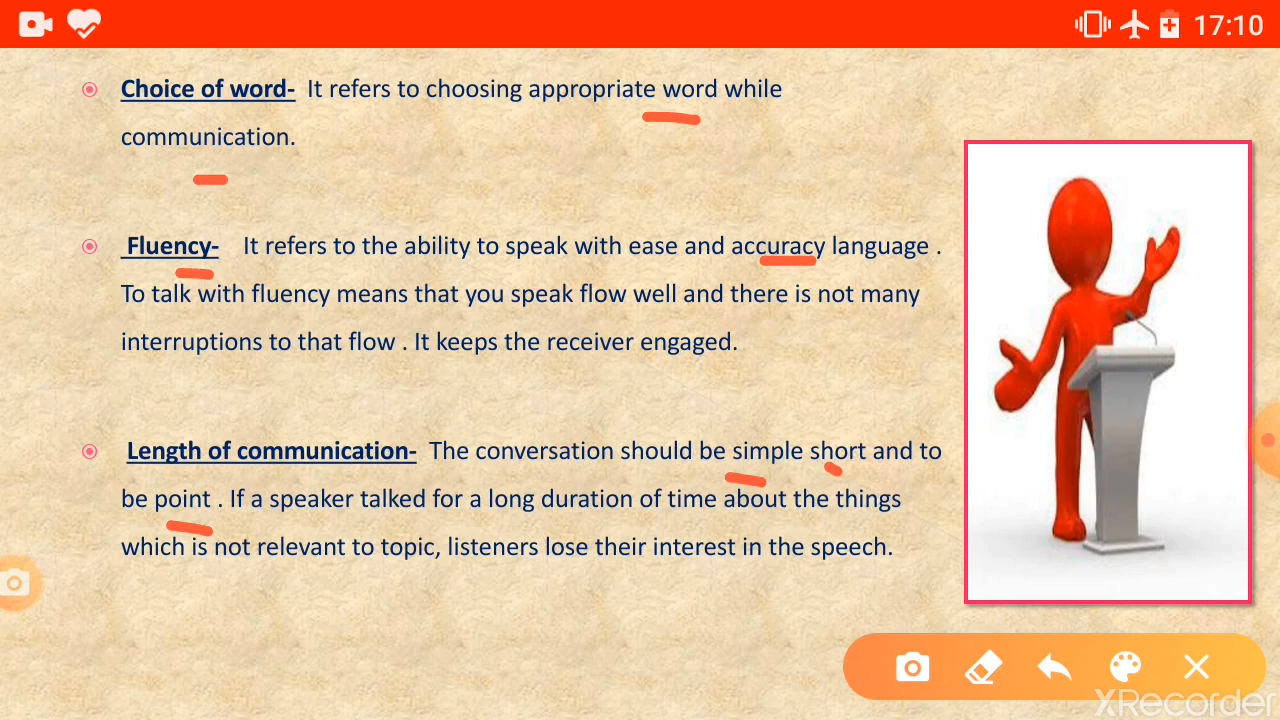 17:10
Choice of word- It refers to choosing appropriate word while
communication.
Fluency- It refers to the ability to speak with ease and accuracy language .
To talk with fluency means that you speak flow well and there is not many
interruptions to that flow . It keeps the receiver engaged.
Length of communication- The conversation should be simple short and to
be point . If a speaker talked for a long duration of time about the things
which is not relevant to topic, listeners lose their interest in the speech.
XRecorder